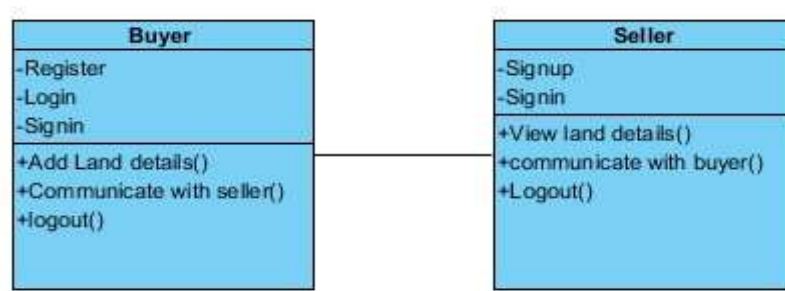 Buyer
-Register
-Login
-Signin
+Add Land details()
+Communicate with seller()
+logout()
Seller
-Signup
-Signin
+View land details()
+communicate with buyer()
+Logout()